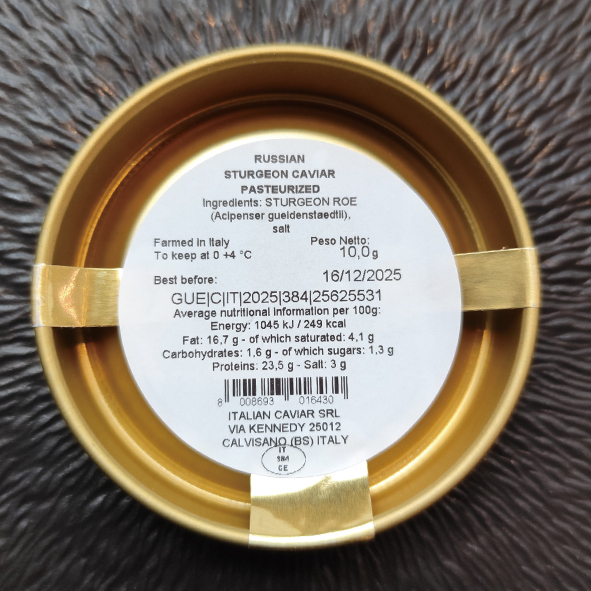 RUSSIAN
STURGEON CAVIAR
PASTEURIZED
Ingredients: STURGEON ROE
(Acipenser gueldenstaedtii),
salt
Farmed in Italy
Peso Netto:
To keep at 0 +4 °C
10,0g
Best before:
16/12/2025
GUE|C|IT|2025|384|25625531
Average nutritional information per 100g:
Energy: 1045 kJ / 249 kcal
Fat: 16,7 g - of which saturated: 4,1 g
Carbohydrates: 1,6 g - of which sugars: 1,3 g
Proteins: 23,5 g - Salt: 3 g
8 008693 016430
ITALIAN CAVIAR SRL
VIA KENNEDY 25012
CALVISANO (BS) ITALY
IT
CE